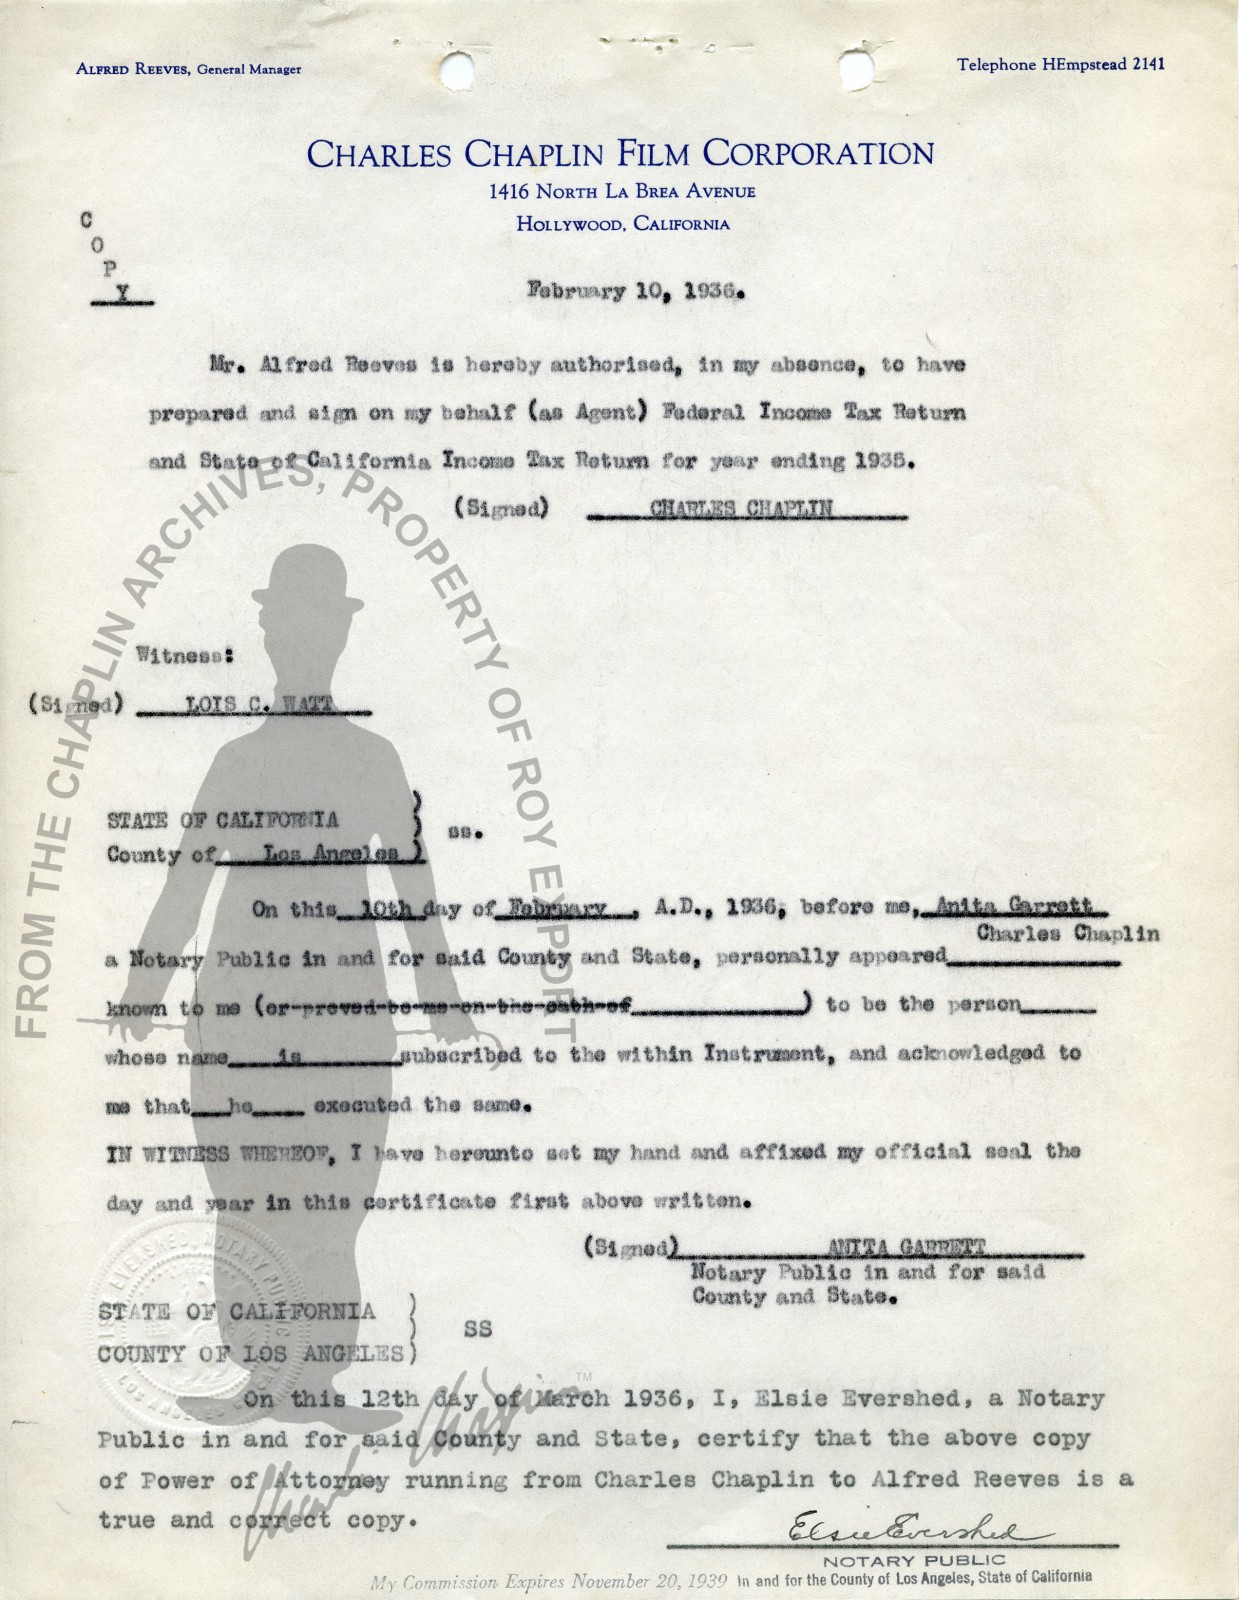 ALFRED REEVES, General Manager
Telephone HEmpstead 2141
CHARLES CHAPLIN FILM CORPORATION
1416 NORTH LA BREA AVENUE
HOLLYWOOD, CALIFORNIA
C
O
P
Y
February 10, 1936.
Mr. Alfred Reeves is hereby authorised, in my absence, to have
prepared and sign on my behalf (as Agent) Federal Income Tax Return
and State of California Income Tax Return for year ending 1935.
(Signed) CHARLES CHAPLIN
FROM THE CHAPLIN ARCHIVES, PROPERTY OF ROY EXPORT
Witness:
(Signed) LOIS C. WATT
STATE OF CALIFORNIA )
) ss.
County of Los Angeles )
On this 10th day of February, A.D., 1936, before me, Anita Garrett
Charles Chaplin
a Notary Public in and for said County and State, personally appeared
known to me (or proved to me on the oath of ) to be the person
whose name is subscribed to the within Instrument, and acknowledged to
me that he executed the same.
IN WITNESS WHEREOF, I have hereunto set my hand and affixed my official seal the
day and year in this certificate first above written.
(Signed) ANITA GARRETT
Notary Public in and for said
County and State.
ELSIE EVERSHED, NOTARY PUBLIC
LOS ANGELES
STATE OF CALIFORNIA )
) SS
COUNTY OF LOS ANGELES)
On this 12th day of March 1936, I, Elsie Evershed, a Notary
Public in and for said County and State, certify that the above copy
of Power of Attorney running from Charles Chaplin to Alfred Reeves is a
true and correct copy.
Charlie Chaplin™
Elsie Evershed
NOTARY PUBLIC
My Commission Expires November 20, 1939 In and for the County of Los Angeles, State of California